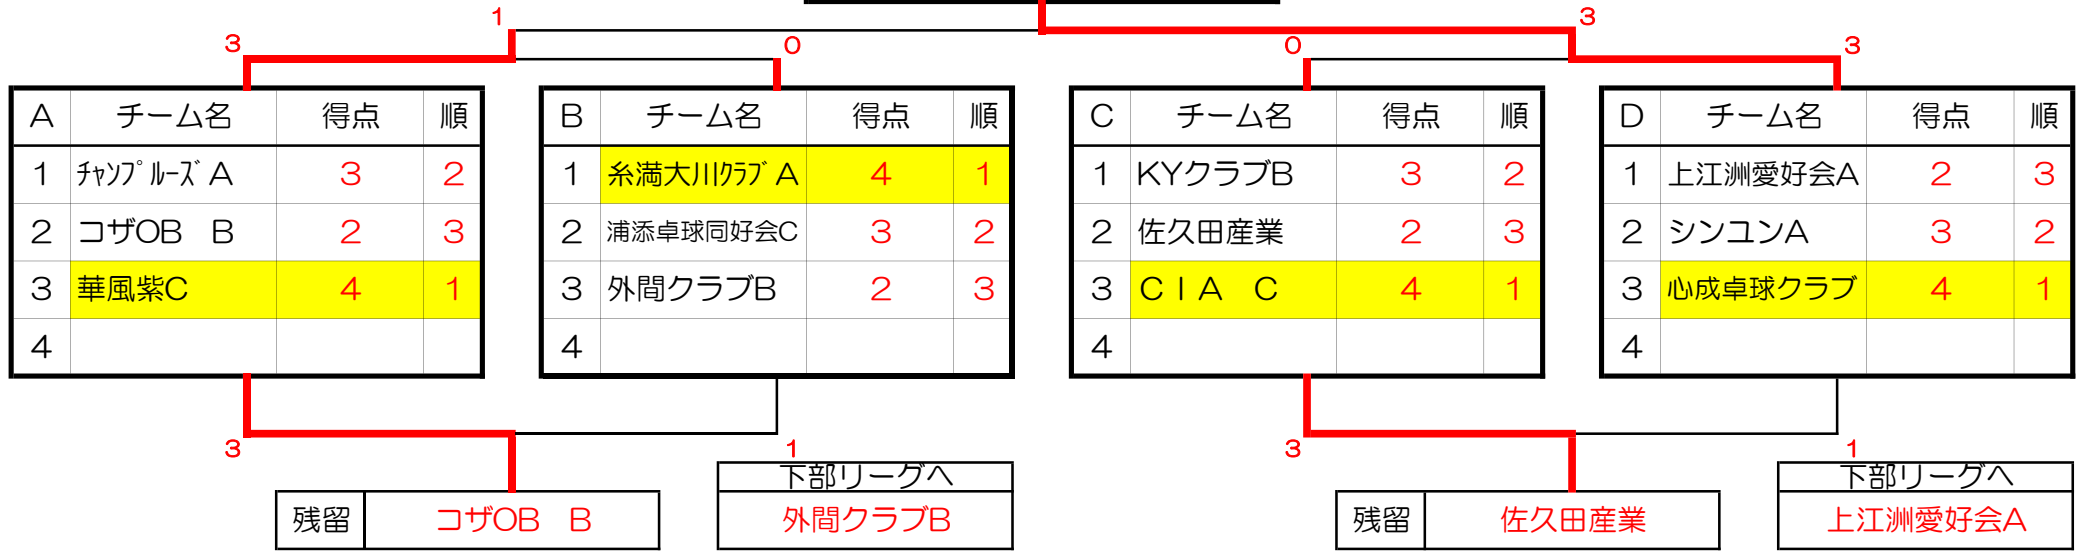 1 3
3 0 0 3
A チーム名 得点 順 B チーム名 得点 順 C チーム名 得点 順 D チーム名 得点 順
1 ﾁｬﾝﾌﾟﾙｰｽﾞA 3 2 1 糸満大川ｸﾗﾌﾞA 4 1 1 KYクラブB 3 2 1 上江洲愛好会A 2 3
2 コザOB B 2 3 2 浦添卓球同好会C 3 2 2 佐久田産業 2 3 2 シンユンA 3 2
3 華風紫C 4 1 3 外間クラブB 2 3 3 CIA C 4 1 3 心成卓球クラブ 4 1
4 4 4 4
3 1 3 1
下部リーグへ 下部リーグへ
残留 コザOB B 外間クラブB 残留 佐久田産業 上江洲愛好会A